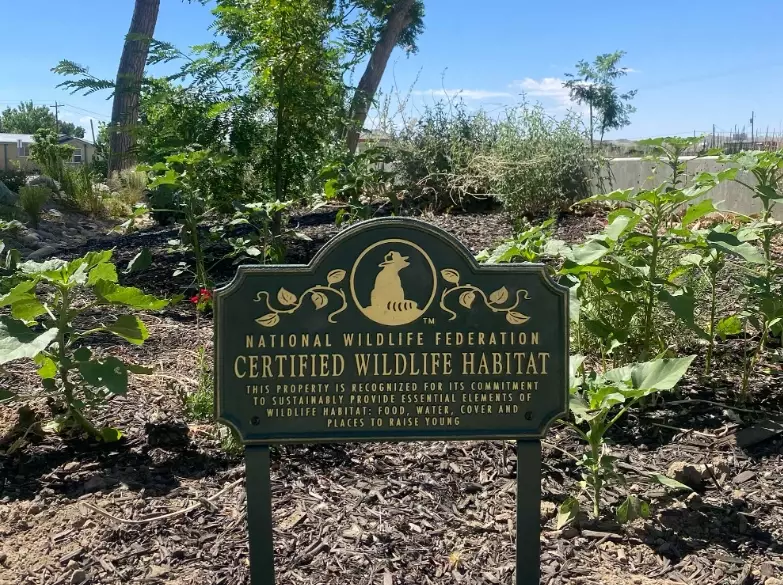 TM
NATIONAL WILDLIFE FEDERATION
CERTIFIED WILDLIFE HABITAT
THIS PROPERTY IS RECOGNIZED FOR ITS COMMITMENT
TO SUSTAINABLY PROVIDE ESSENTIAL ELEMENTS OF
WILDLIFE HABITAT: FOOD, WATER, COVER AND
PLACES TO RAISE YOUNG